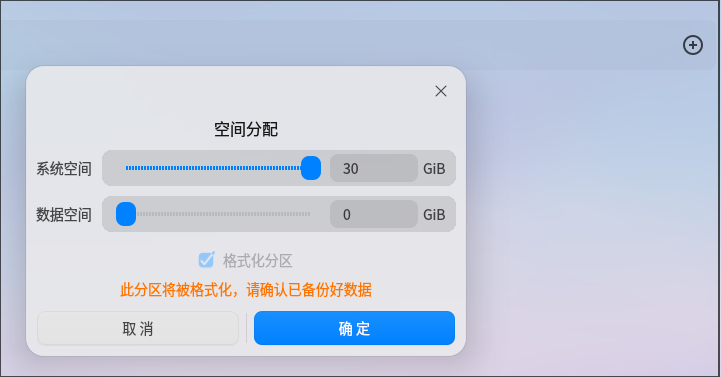 空间分配
系统空间 30 GiB
数据空间 0 GiB
格式化分区
此分区将被格式化，请确认已备份好数据
取消 确定